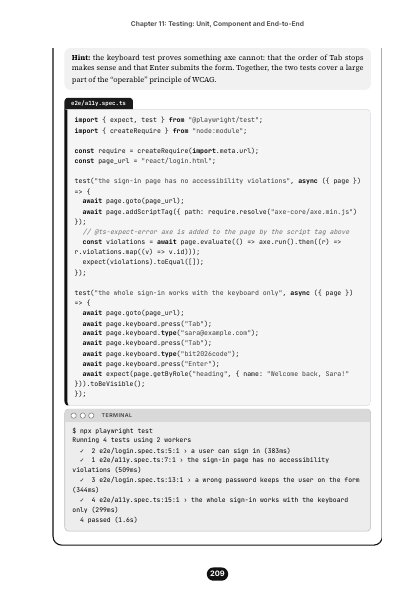 Chapter 11: Testing: Unit, Component and End-to-End
Hint: the keyboard test proves something axe cannot: that the order of Tab stops
makes sense and that Enter submits the form. Together, the two tests cover a large
part of the “operable” principle of WCAG.
e2e/a11y.spec.ts
import { expect, test } from "@playwright/test";
import { createRequire } from "node:module";
const require = createRequire(import.meta.url);
const page_url = "react/login.html";
test("the sign-in page has no accessibility violations", async ({ page })
=> {
await page.goto(page_url);
await page.addScriptTag({ path: require.resolve("axe-core/axe.min.js")
});
// @ts-expect-error axe is added to the page by the script tag above
const violations = await page.evaluate(() => axe.run().then((r) =>
r.violations.map((v) => v.id)));
expect(violations).toEqual([]);
});
test("the whole sign-in works with the keyboard only", async ({ page })
=> {
await page.goto(page_url);
await page.keyboard.press("Tab");
await page.keyboard.type("sara@example.com");
await page.keyboard.press("Tab");
await page.keyboard.type("bit2026code");
await page.keyboard.press("Enter");
await expect(page.getByRole("heading", { name: "Welcome back, Sara!"
})).toBeVisible();
});
TERMINAL
$ npx playwright test
Running 4 tests using 2 workers
✓ 2 e2e/login.spec.ts:5:1 › a user can sign in (383ms)
✓ 1 e2e/a11y.spec.ts:7:1 › the sign-in page has no accessibility
violations (509ms)
✓ 3 e2e/login.spec.ts:13:1 › a wrong password keeps the user on the form
(344ms)
✓ 4 e2e/a11y.spec.ts:15:1 › the whole sign-in works with the keyboard
only (299ms)
4 passed (1.6s)
209